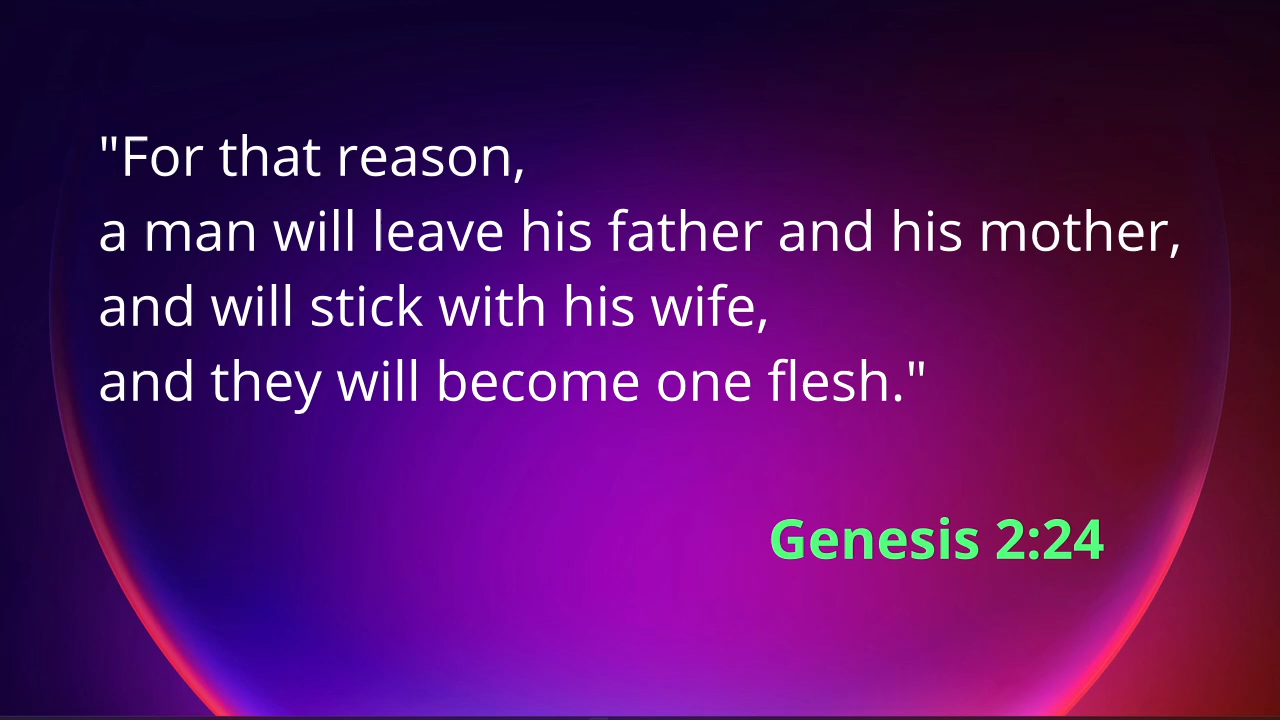 "For that reason,
a man will leave his father and his mother,
and will stick with his wife,
and they will become one flesh."
Genesis 2:24